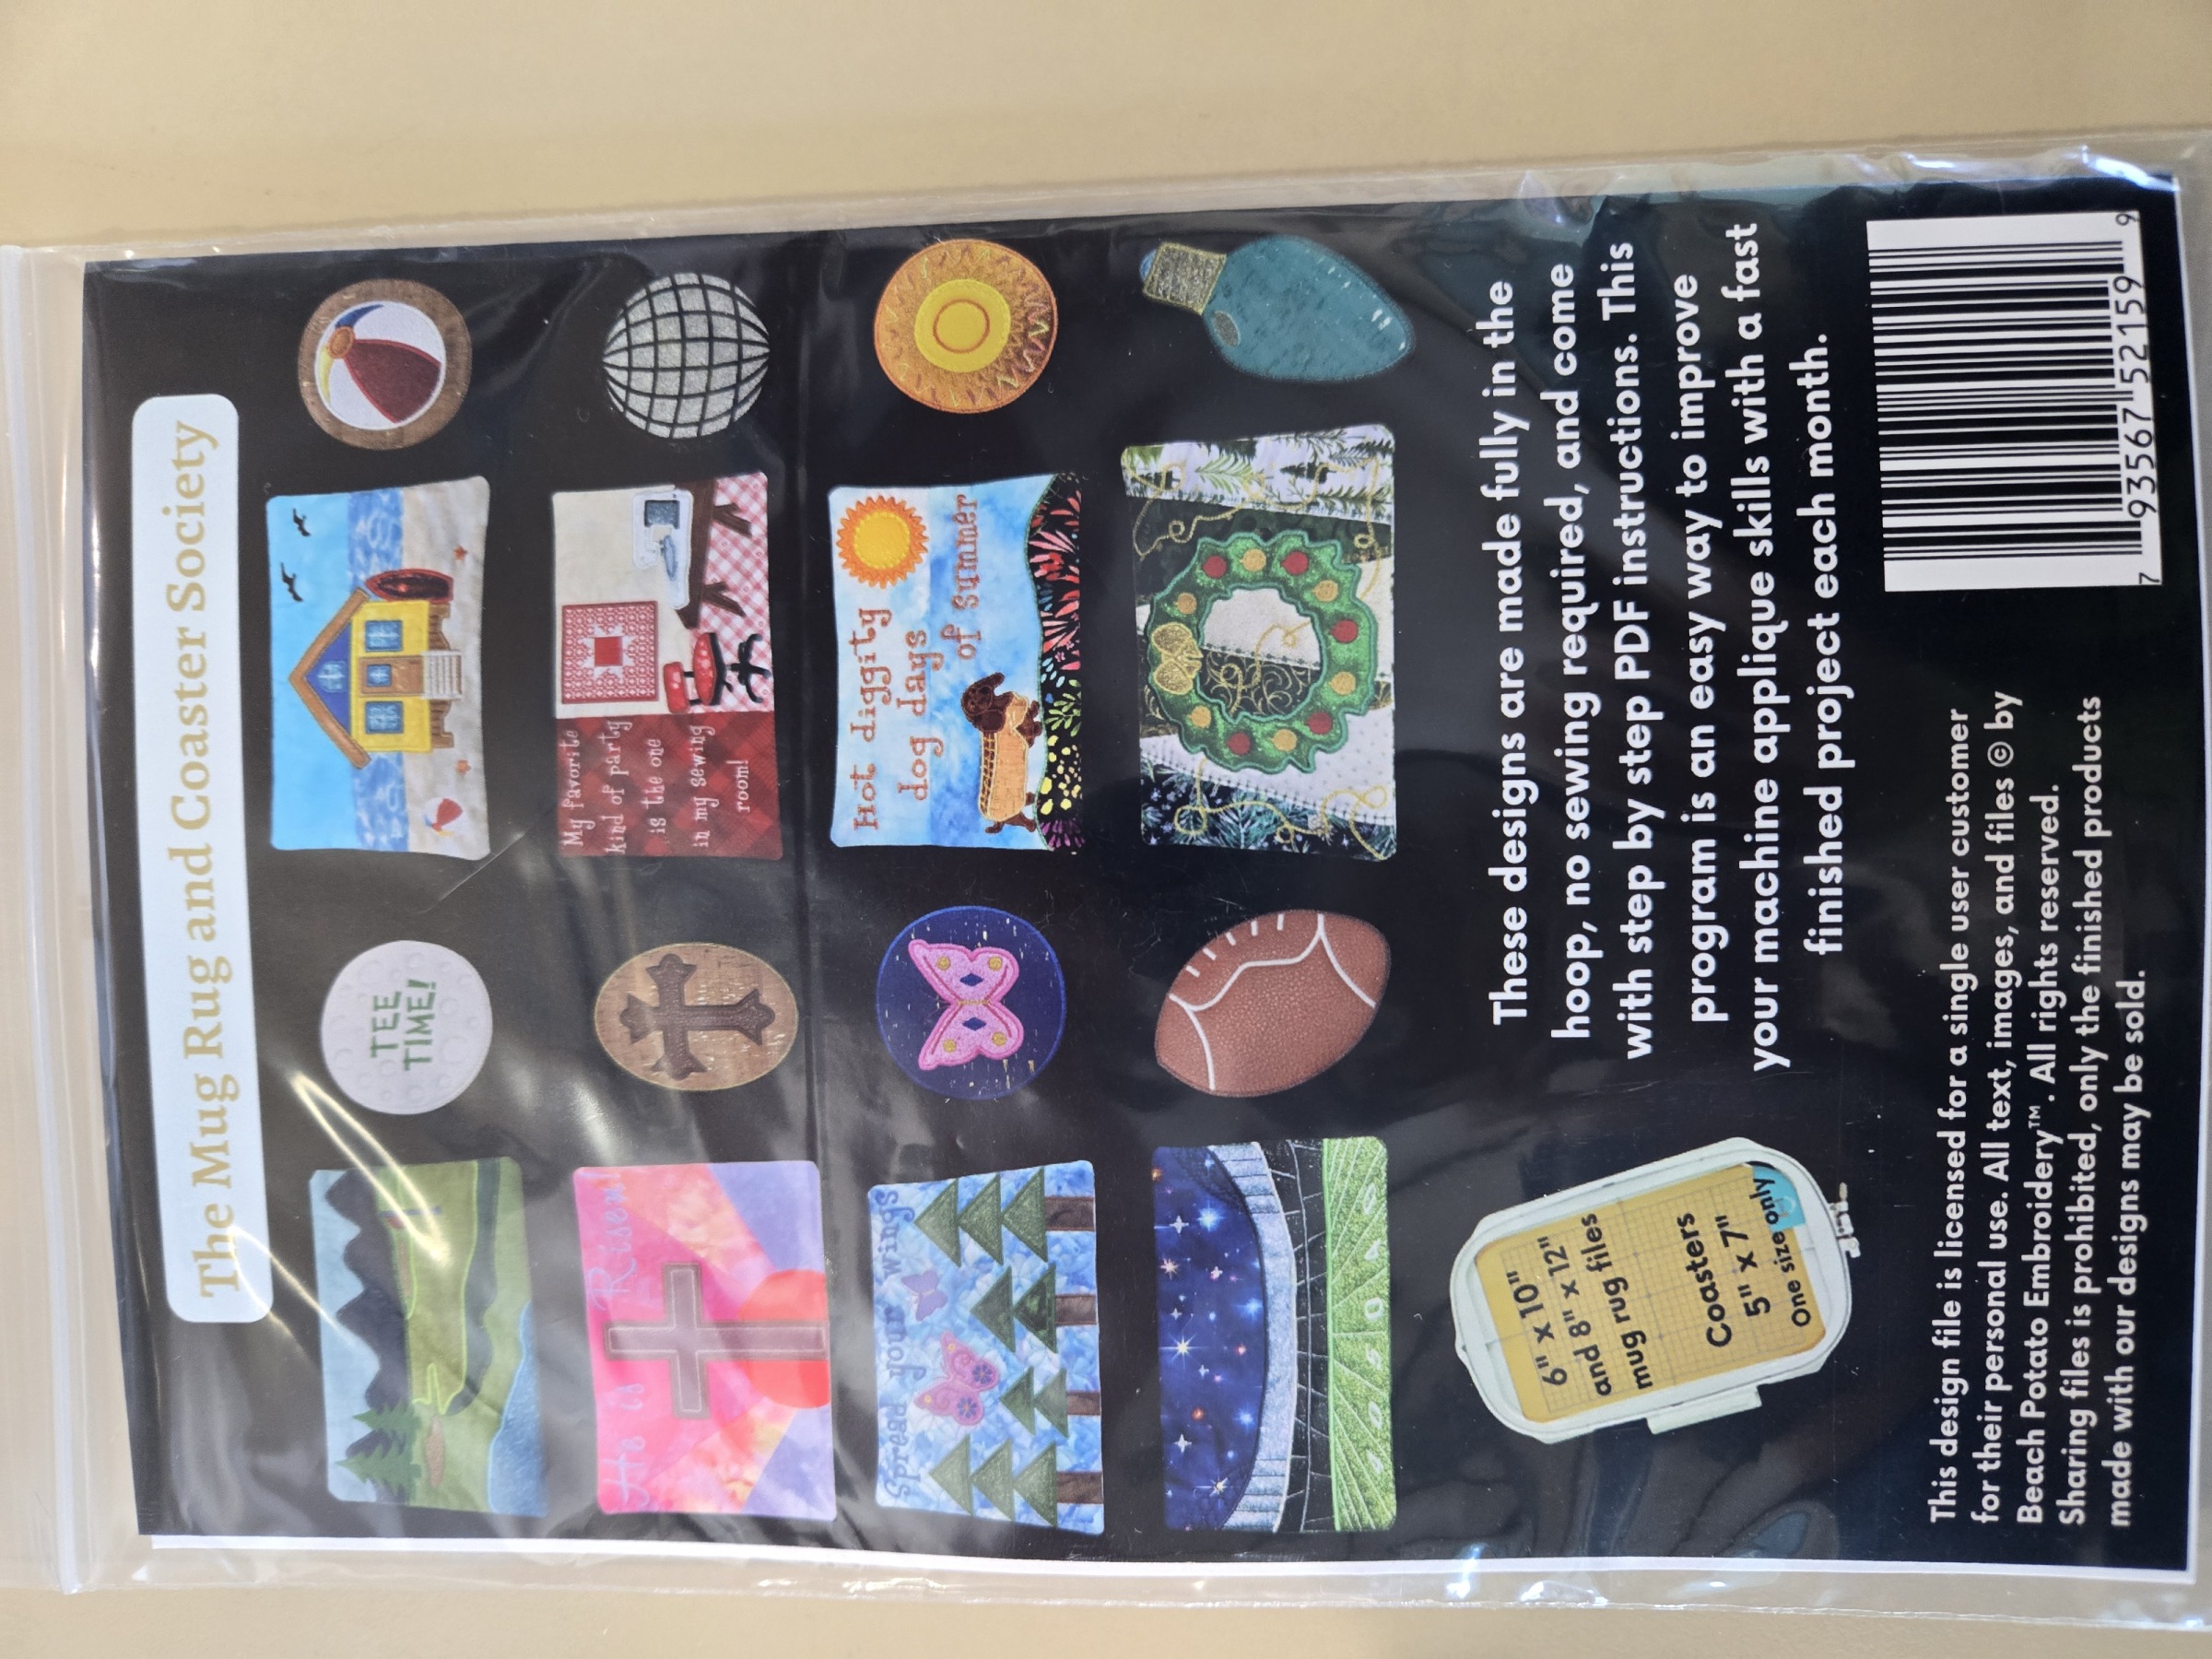 The Mug Rug and Coaster Society
TEE
TIME!
He is Risen!
My favorite
kind of party
is the one
in my sewing
room!
Spread your wings
Hot diggity
dog days
of summer
6" x 10"
and 8" x 12"
mug rug files
Coasters
5" x 7"
One size only
These designs are made fully in the
hoop, no sewing required, and come
with step by step PDF instructions. This
program is an easy way to improve
your machine applique skills with a fast
finished project each month.
This design file is licensed for a single user customer
for their personal use. All text, images, and files © by
Beach Potato Embroidery™. All rights reserved.
Sharing files is prohibited, only the finished products
made with our designs may be sold.
7 93567 52159 9